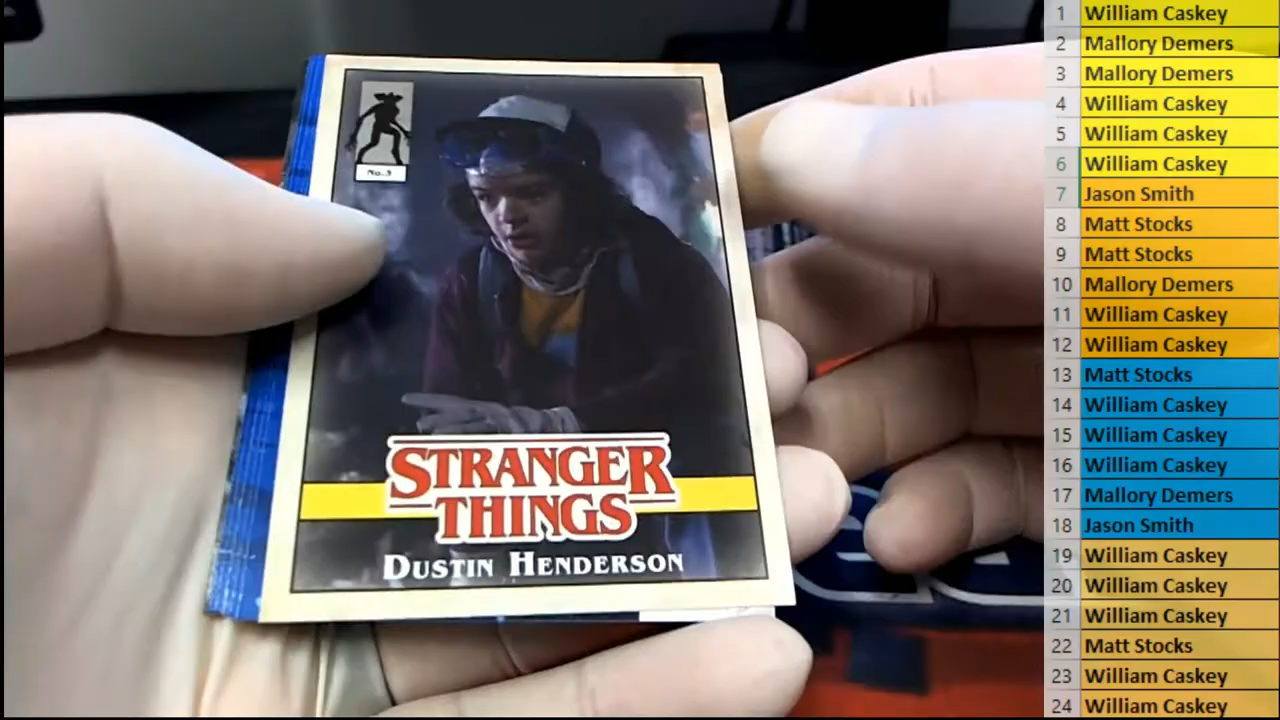 No.3
STRANGER
THINGS
DUSTIN HENDERSON
1 William Caskey
2 Mallory Demers
3 Mallory Demers
4 William Caskey
5 William Caskey
6 William Caskey
7 Jason Smith
8 Matt Stocks
9 Matt Stocks
10 Mallory Demers
11 William Caskey
12 William Caskey
13 Matt Stocks
14 William Caskey
15 William Caskey
16 William Caskey
17 Mallory Demers
18 Jason Smith
19 William Caskey
20 William Caskey
21 William Caskey
22 Matt Stocks
23 William Caskey
24 William Caskey